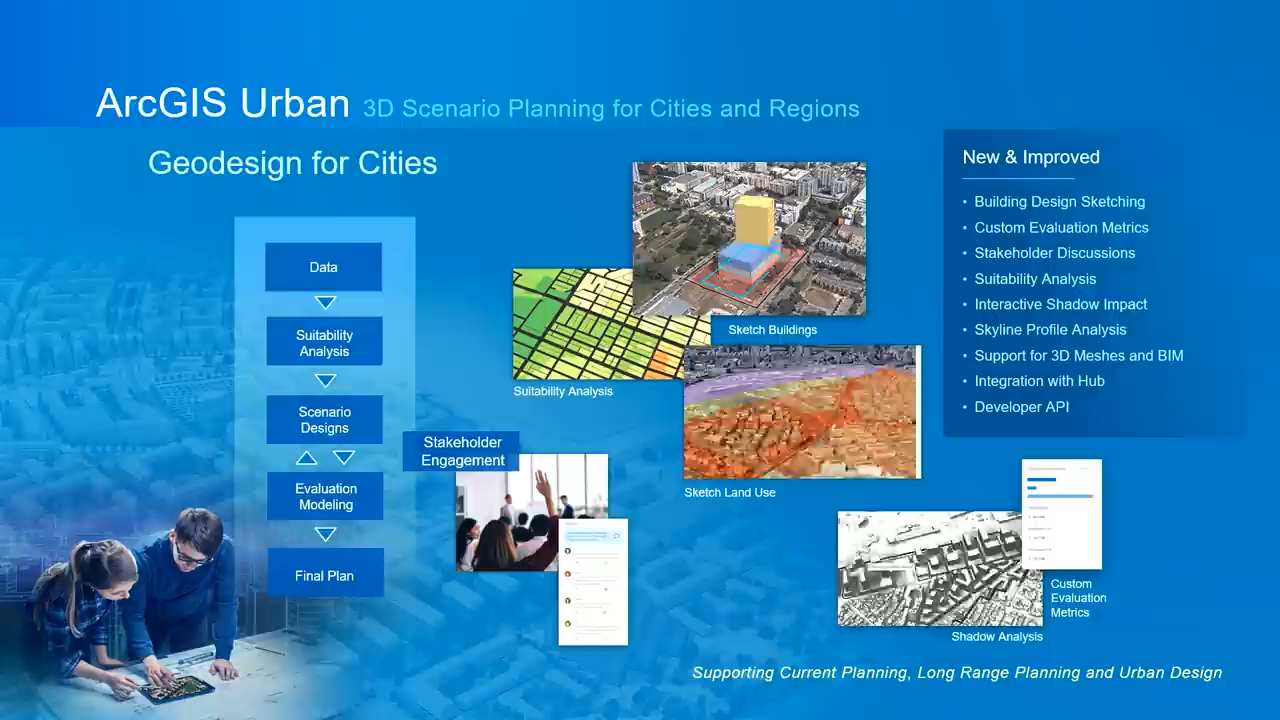 ArcGIS Urban 3D Scenario Planning for Cities and Regions
Geodesign for Cities
Data
Suitability
Analysis
Scenario
Designs
Evaluation
Modeling
Final Plan
Stakeholder
Engagement
Sketch Buildings
Suitability Analysis
Sketch Land Use
Shadow Analysis
Custom
Evaluation
Metrics
New & Improved
• Building Design Sketching
• Custom Evaluation Metrics
• Stakeholder Discussions
• Suitability Analysis
• Interactive Shadow Impact
• Skyline Profile Analysis
• Support for 3D Meshes and BIM
• Integration with Hub
• Developer API
Supporting Current Planning, Long Range Planning and Urban Design